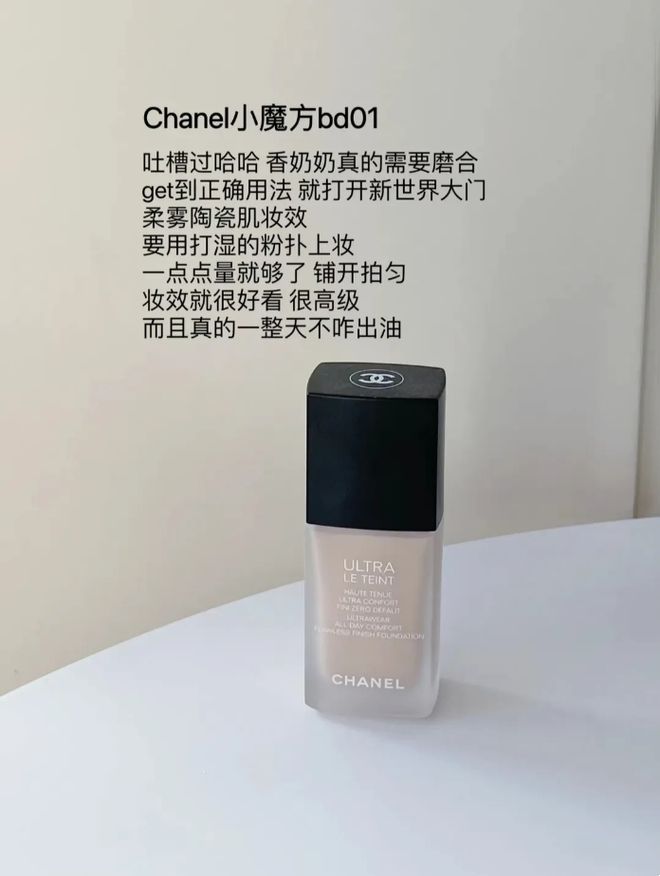 Chanel小魔方bd01
吐槽过哈哈 香奶奶真的需要磨合
get到正确用法 就打开新世界大门
柔雾陶瓷肌妆效
要用打湿的粉扑上妆
一点点量就够了 铺开拍匀
妆效就很好看 很高级
而且真的一整天不咋出油
ULTRA
LE TEINT
HAUTE TENUE
ULTRA CONFORT
FINI ZÉRO DÉFAUT
ULTRAWEAR
ALL-DAY COMFORT
FLAWLESS FINISH FOUNDATION
CHANEL